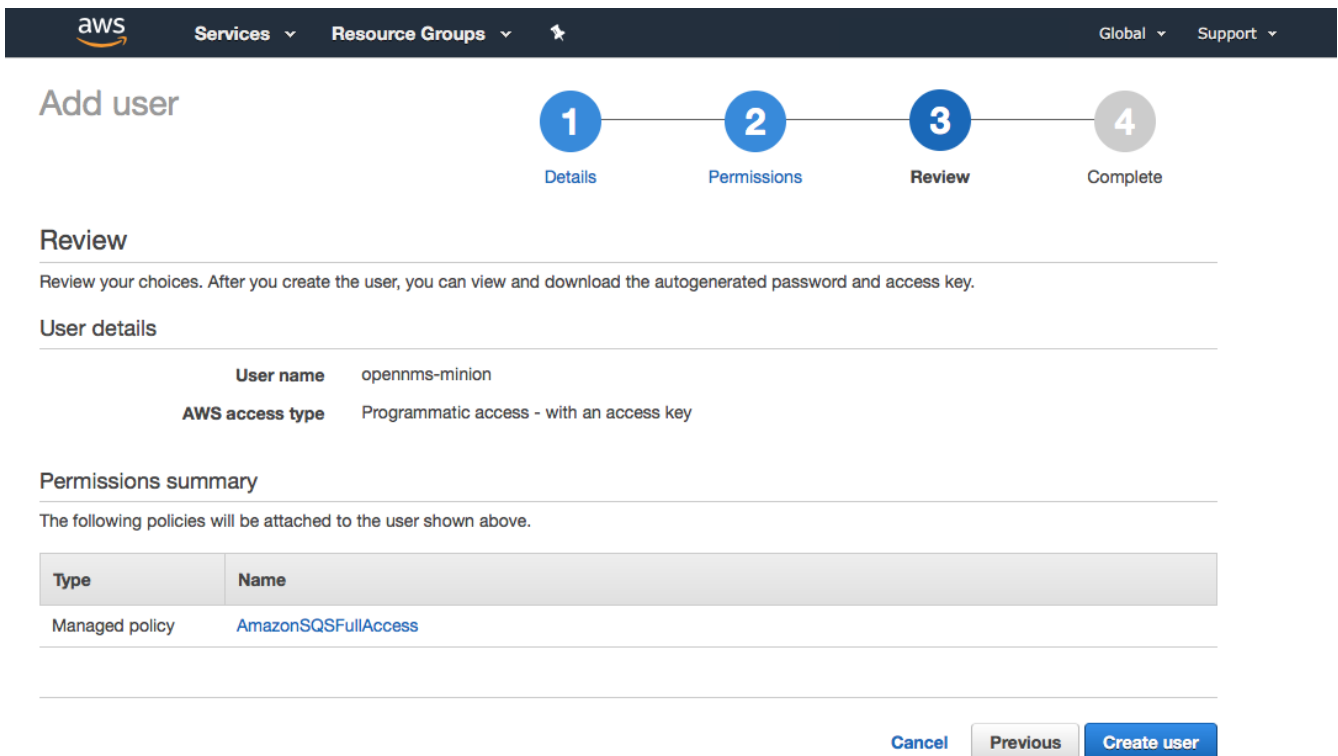 aws Services Resource Groups Global Support
Add user
1 2 3 4
Details Permissions Review Complete
Review
Review your choices. After you create the user, you can view and download the autogenerated password and access key.
User details
User name opennms-minion
AWS access type Programmatic access - with an access key
Permissions summary
The following policies will be attached to the user shown above.
Type Name
Managed policy AmazonSQSFullAccess
Cancel Previous Create user